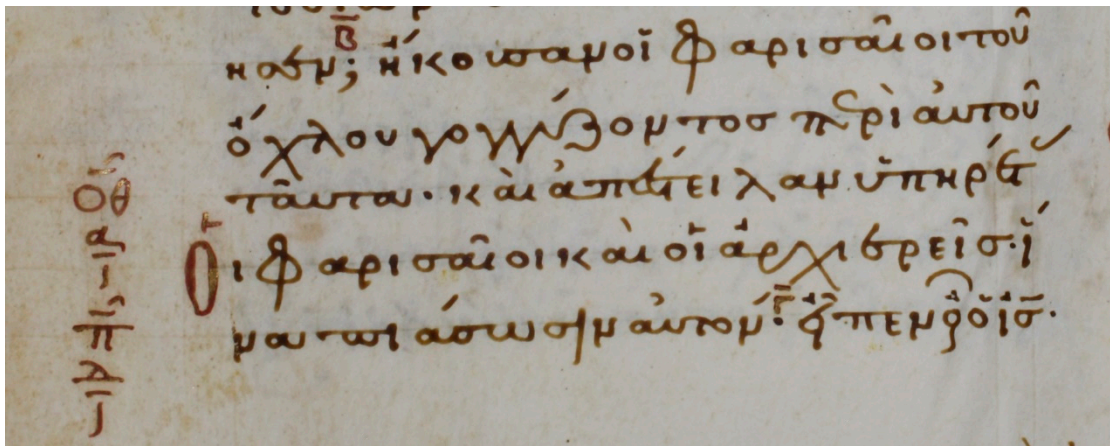 ησεν; ἤκουσαν οἱ φαρισαῖοι τοῦ
ὄχλου γογγύζοντος περὶ αὐτοῦ
ταῦτα· καὶ ἀπέστειλαν ὑπηρέτ
Οἱ φαρισαῖοι καὶ οἱ ἀρχιερεῖς· ἵ
να πιάσωσιν αὐτόν· εἶπεν οὖν ὁ ἰς·